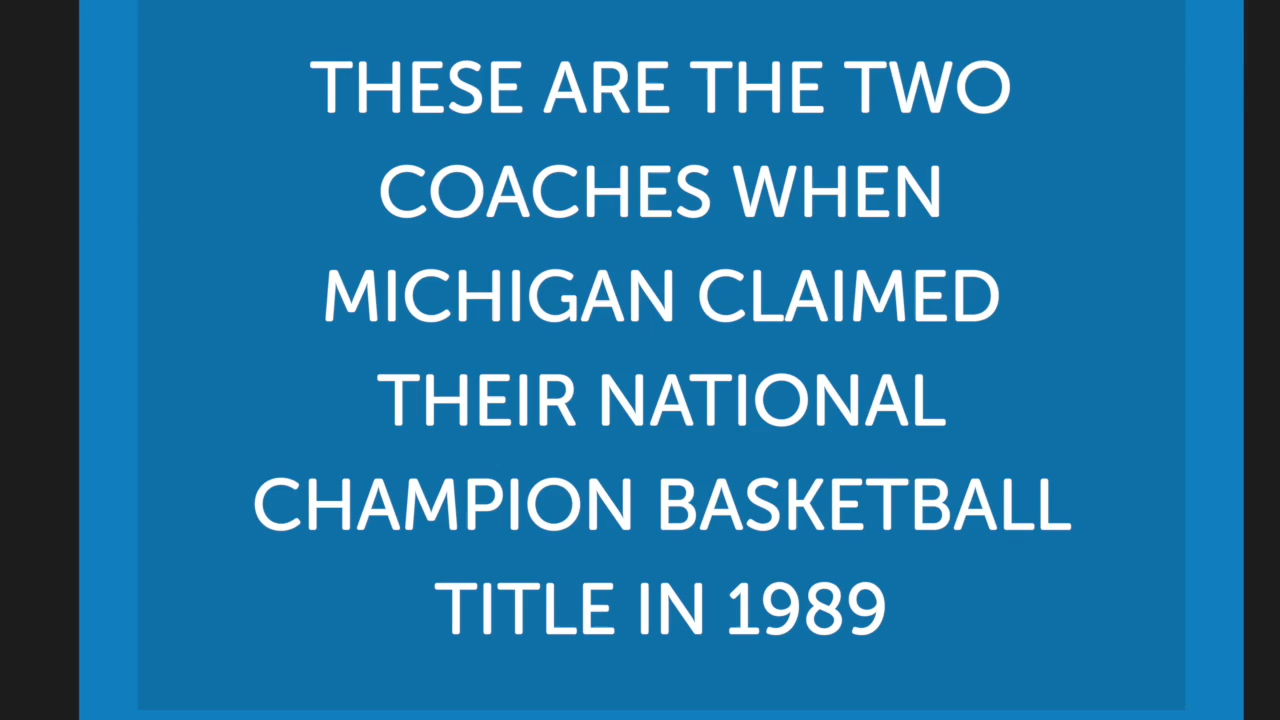 THESE ARE THE TWO
COACHES WHEN
MICHIGAN CLAIMED
THEIR NATIONAL
CHAMPION BASKETBALL
TITLE IN 1989